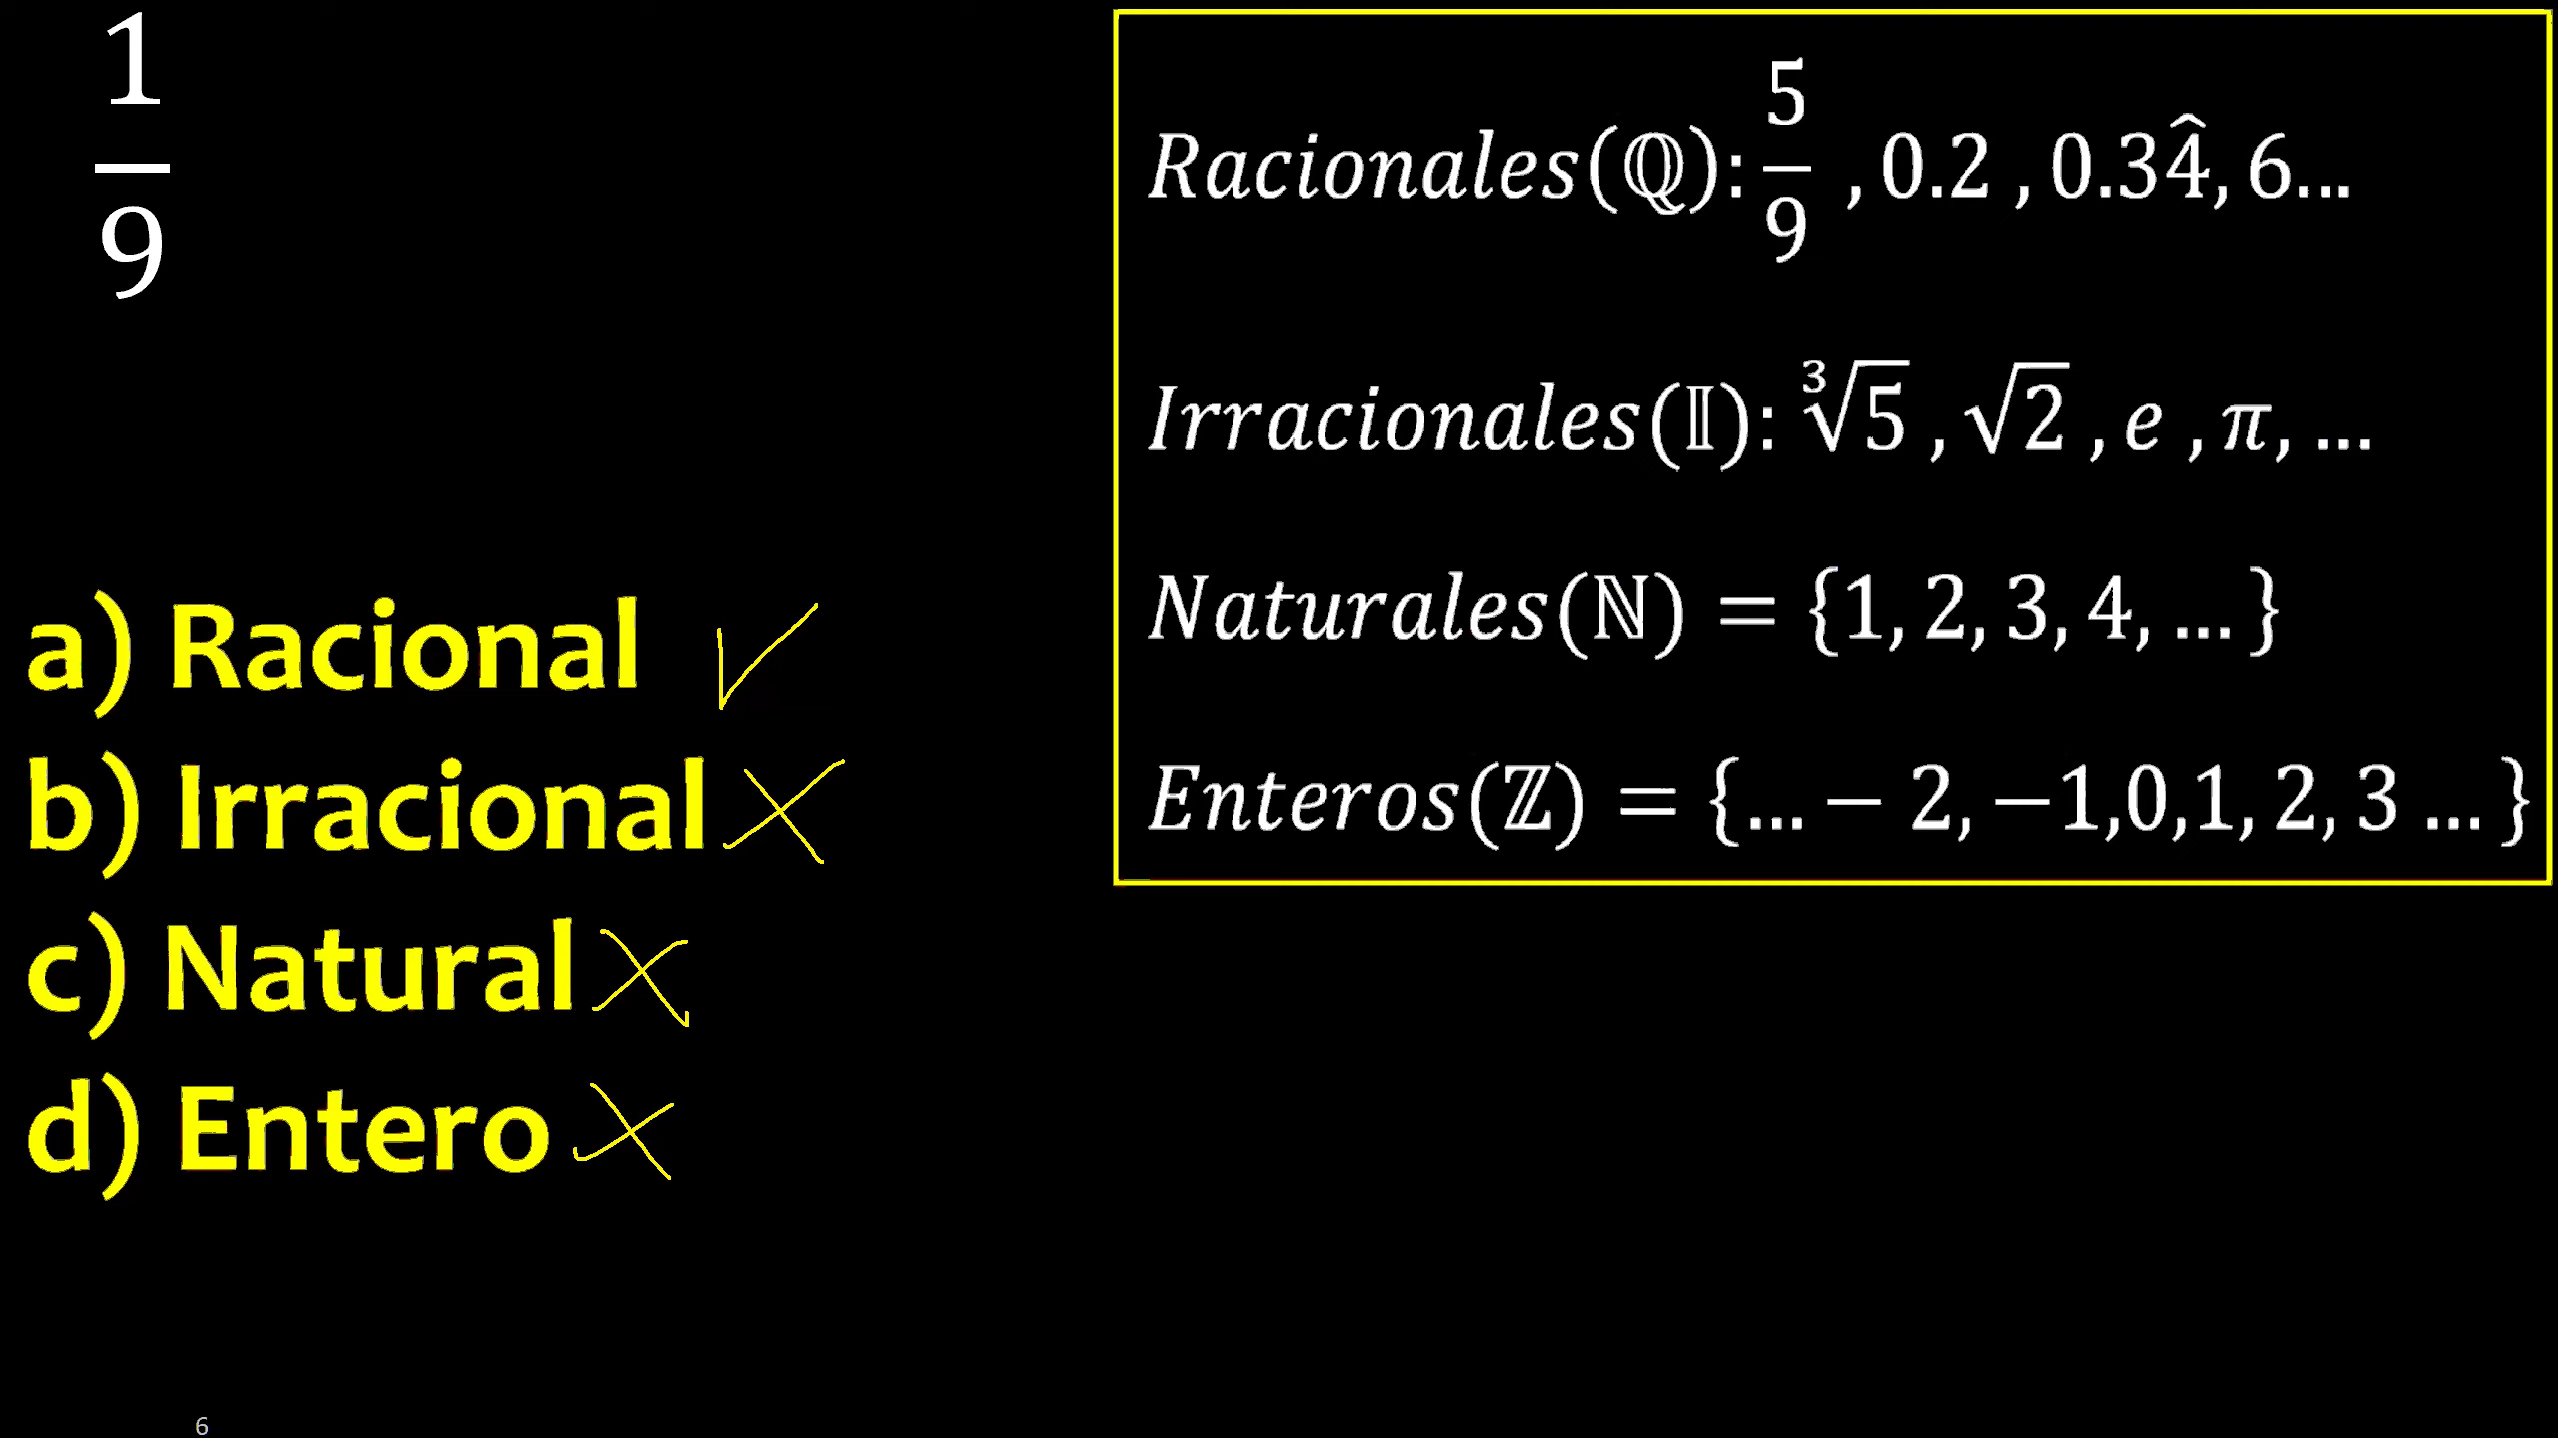 1/9
a) Racional ✓
b) Irracional ✗
c) Natural ✗
d) Entero ✗
Racionales(ℚ): 5/9 , 0.2 , 0.34̂, 6...
Irracionales(𝕀): ∛5 , √2 , e , π, ...
Naturales(ℕ) = {1, 2, 3, 4, ... }
Enteros(ℤ) = {... − 2, −1,0,1, 2, 3 ... }
6